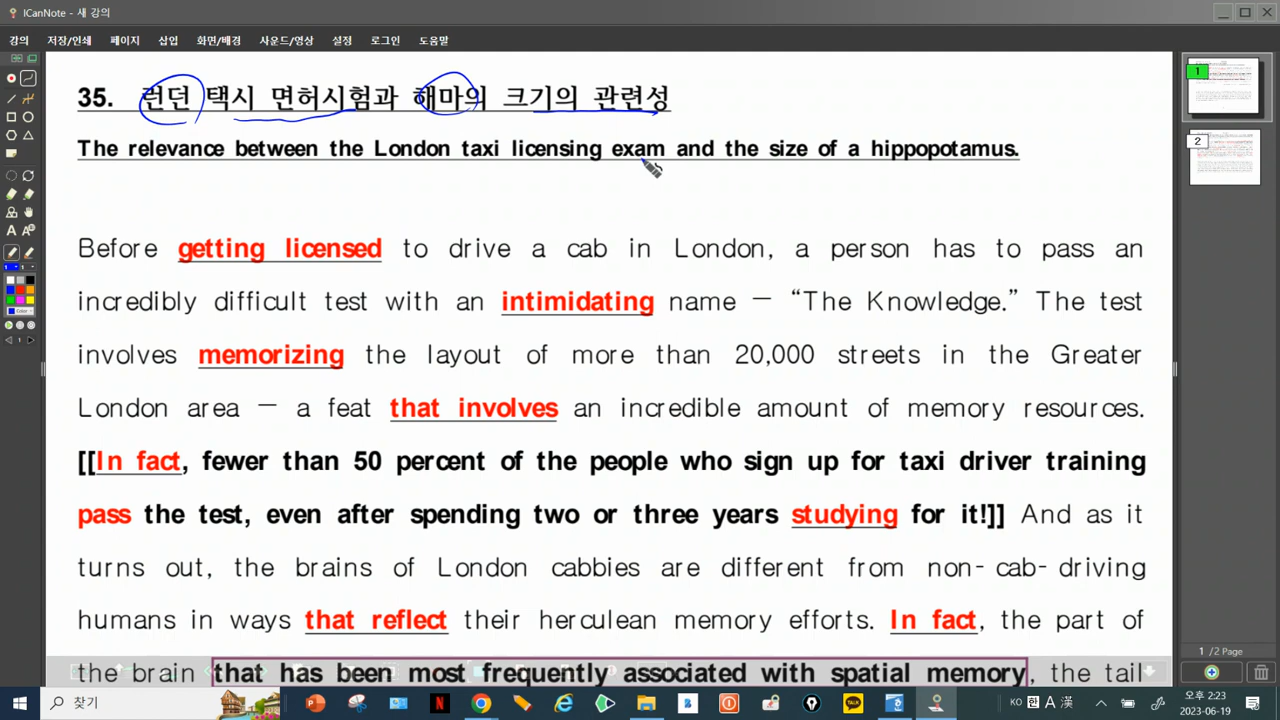 ICanNote - 새 강의
강의 저장/인쇄 페이지 삽입 화면/배경 사운드/영상 설정 로그인 도움말
35. 런던 택시 면허시험과 해마의 크기의 관련성
The relevance between the London taxi licensing exam and the size of a hippopotamus.
Before getting licensed to drive a cab in London, a person has to pass an
incredibly difficult test with an intimidating name — “The Knowledge.” The test
involves memorizing the layout of more than 20,000 streets in the Greater
London area — a feat that involves an incredible amount of memory resources.
[[In fact, fewer than 50 percent of the people who sign up for taxi driver training
pass the test, even after spending two or three years studying for it!]] And as it
turns out, the brains of London cabbies are different from non-cab-driving
humans in ways that reflect their herculean memory efforts. In fact, the part of
the brain that has been most frequently associated with spatial memory, the tail
1
2
Color
1
1 /2 Page
찾기
KO 한 A 漢
오후 2:23
2023-06-19